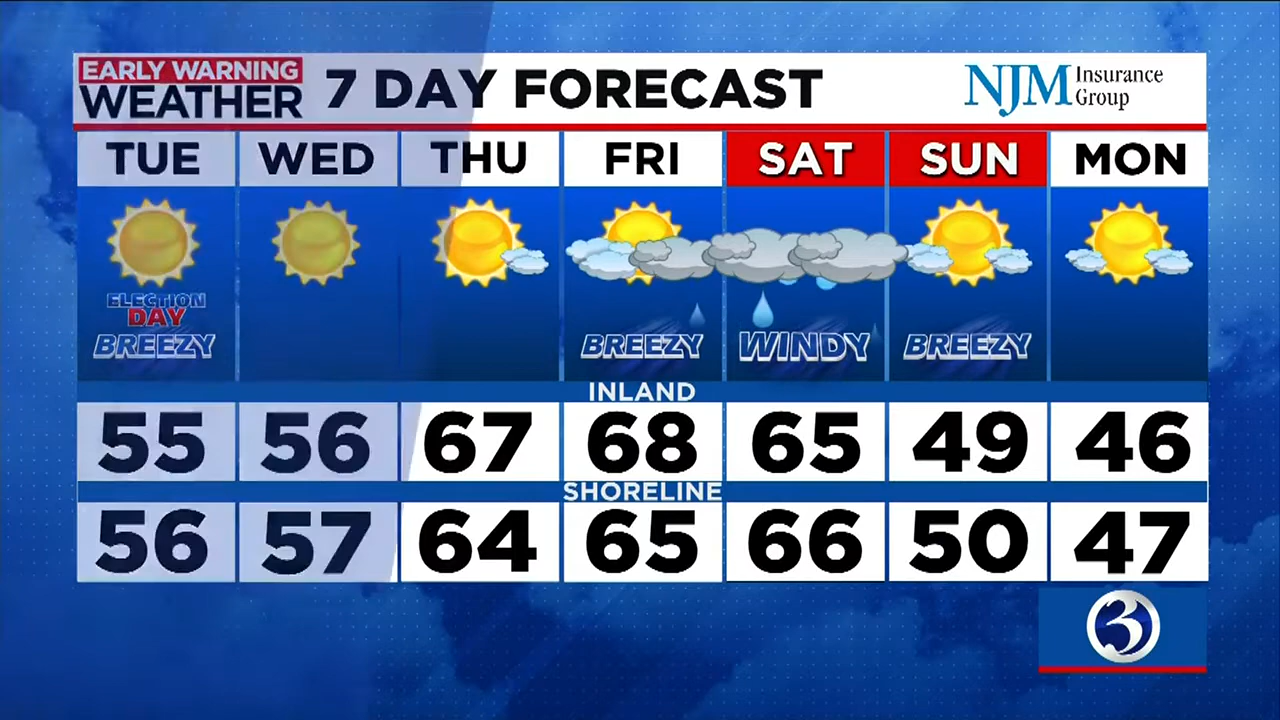 EARLY WARNING
WEATHER
7 DAY FORECAST
NJM Insurance
Group
TUE WED THU FRI SAT SUN MON
ELECTION
DAY
BREEZY BREEZY WINDY BREEZY
INLAND
55 56 67 68 65 49 46
SHORELINE
56 57 64 65 66 50 47
3